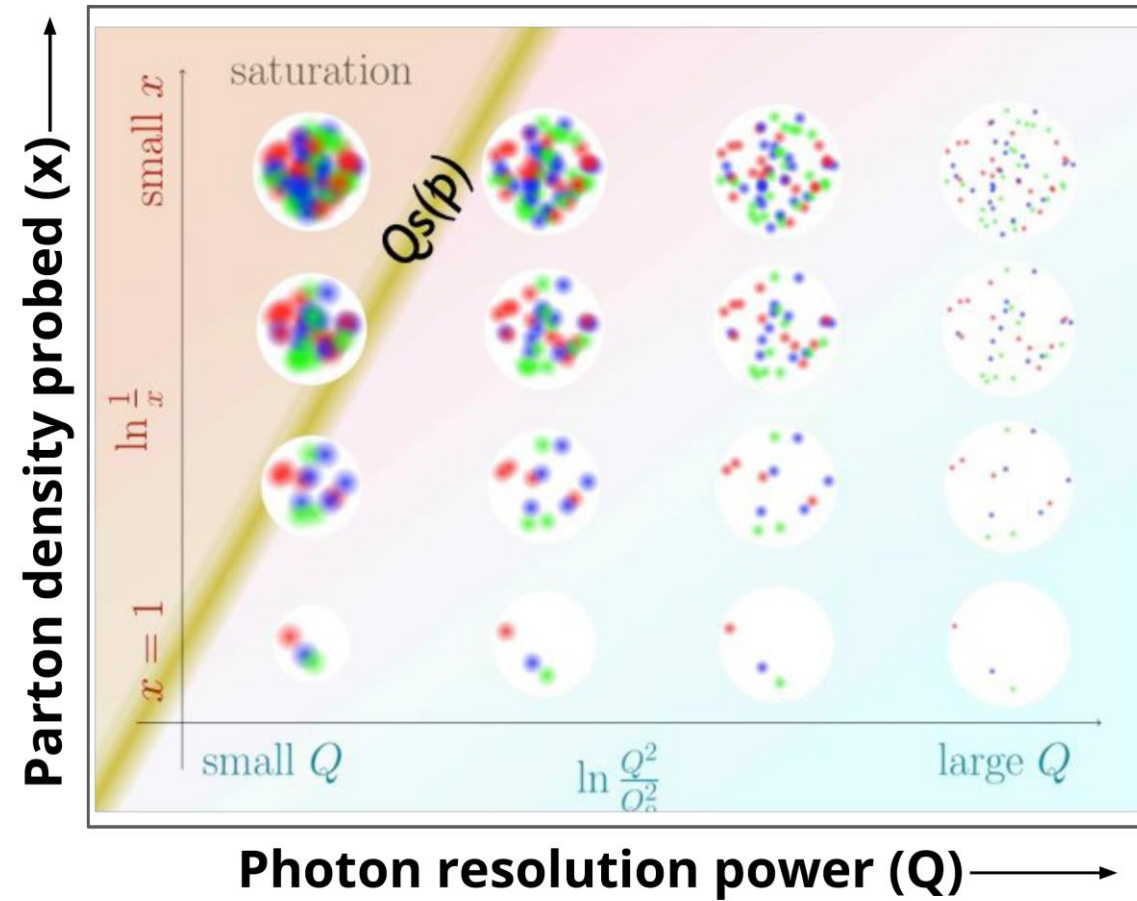 Parton density probed (x)
small x
ln 1/x
x = 1
saturation
Qs(p)
small Q
ln Q²/Q₀²
large Q
Photon resolution power (Q)